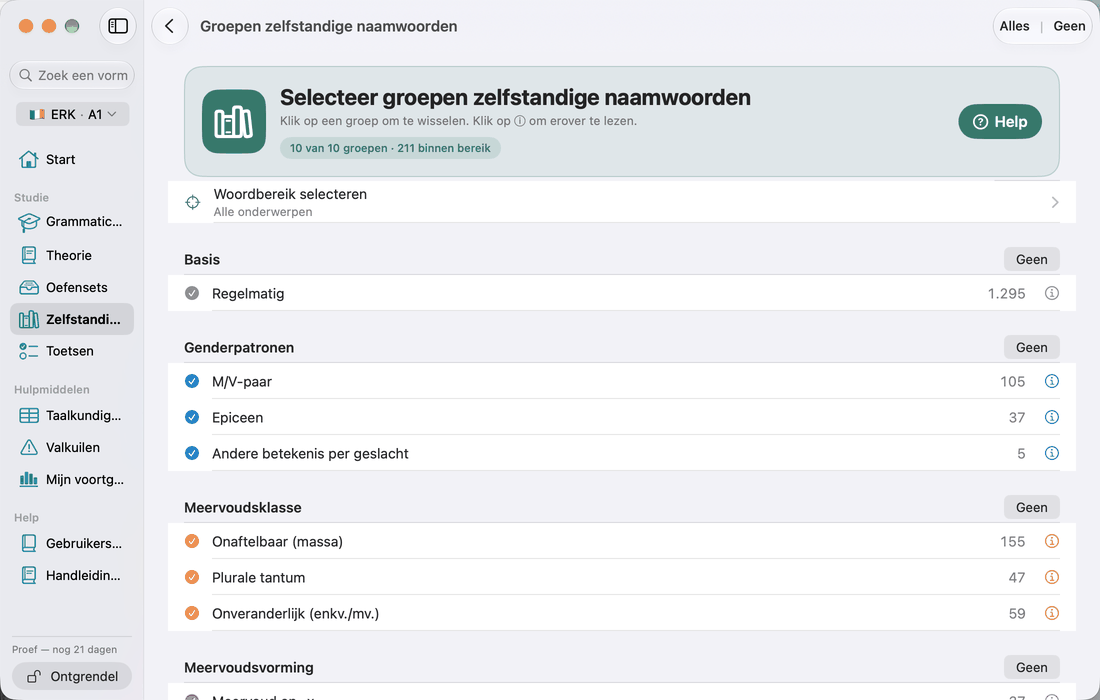 Groepen zelfstandige naamwoorden
Alles | Geen
Zoek een vorm
ERK · A1
Start
Studie
Grammatic...
Theorie
Oefensets
Zelfstandi...
Toetsen
Hulpmiddelen
Taalkundig...
Valkuilen
Mijn voortg...
Help
Gebruikers...
Handleidin...
Proef — nog 21 dagen
Ontgrendel
Selecteer groepen zelfstandige naamwoorden
Klik op een groep om te wisselen. Klik op ⓘ om erover te lezen.
10 van 10 groepen · 211 binnen bereik
Help
Woordbereik selecteren
Alle onderwerpen
Basis Geen
Regelmatig 1.295
Genderpatronen Geen
M/V-paar 105
Epiceen 37
Andere betekenis per geslacht 5
Meervoudsklasse Geen
Onaftelbaar (massa) 155
Plurale tantum 47
Onveranderlijk (enkv./mv.) 59
Meervoudsvorming Geen